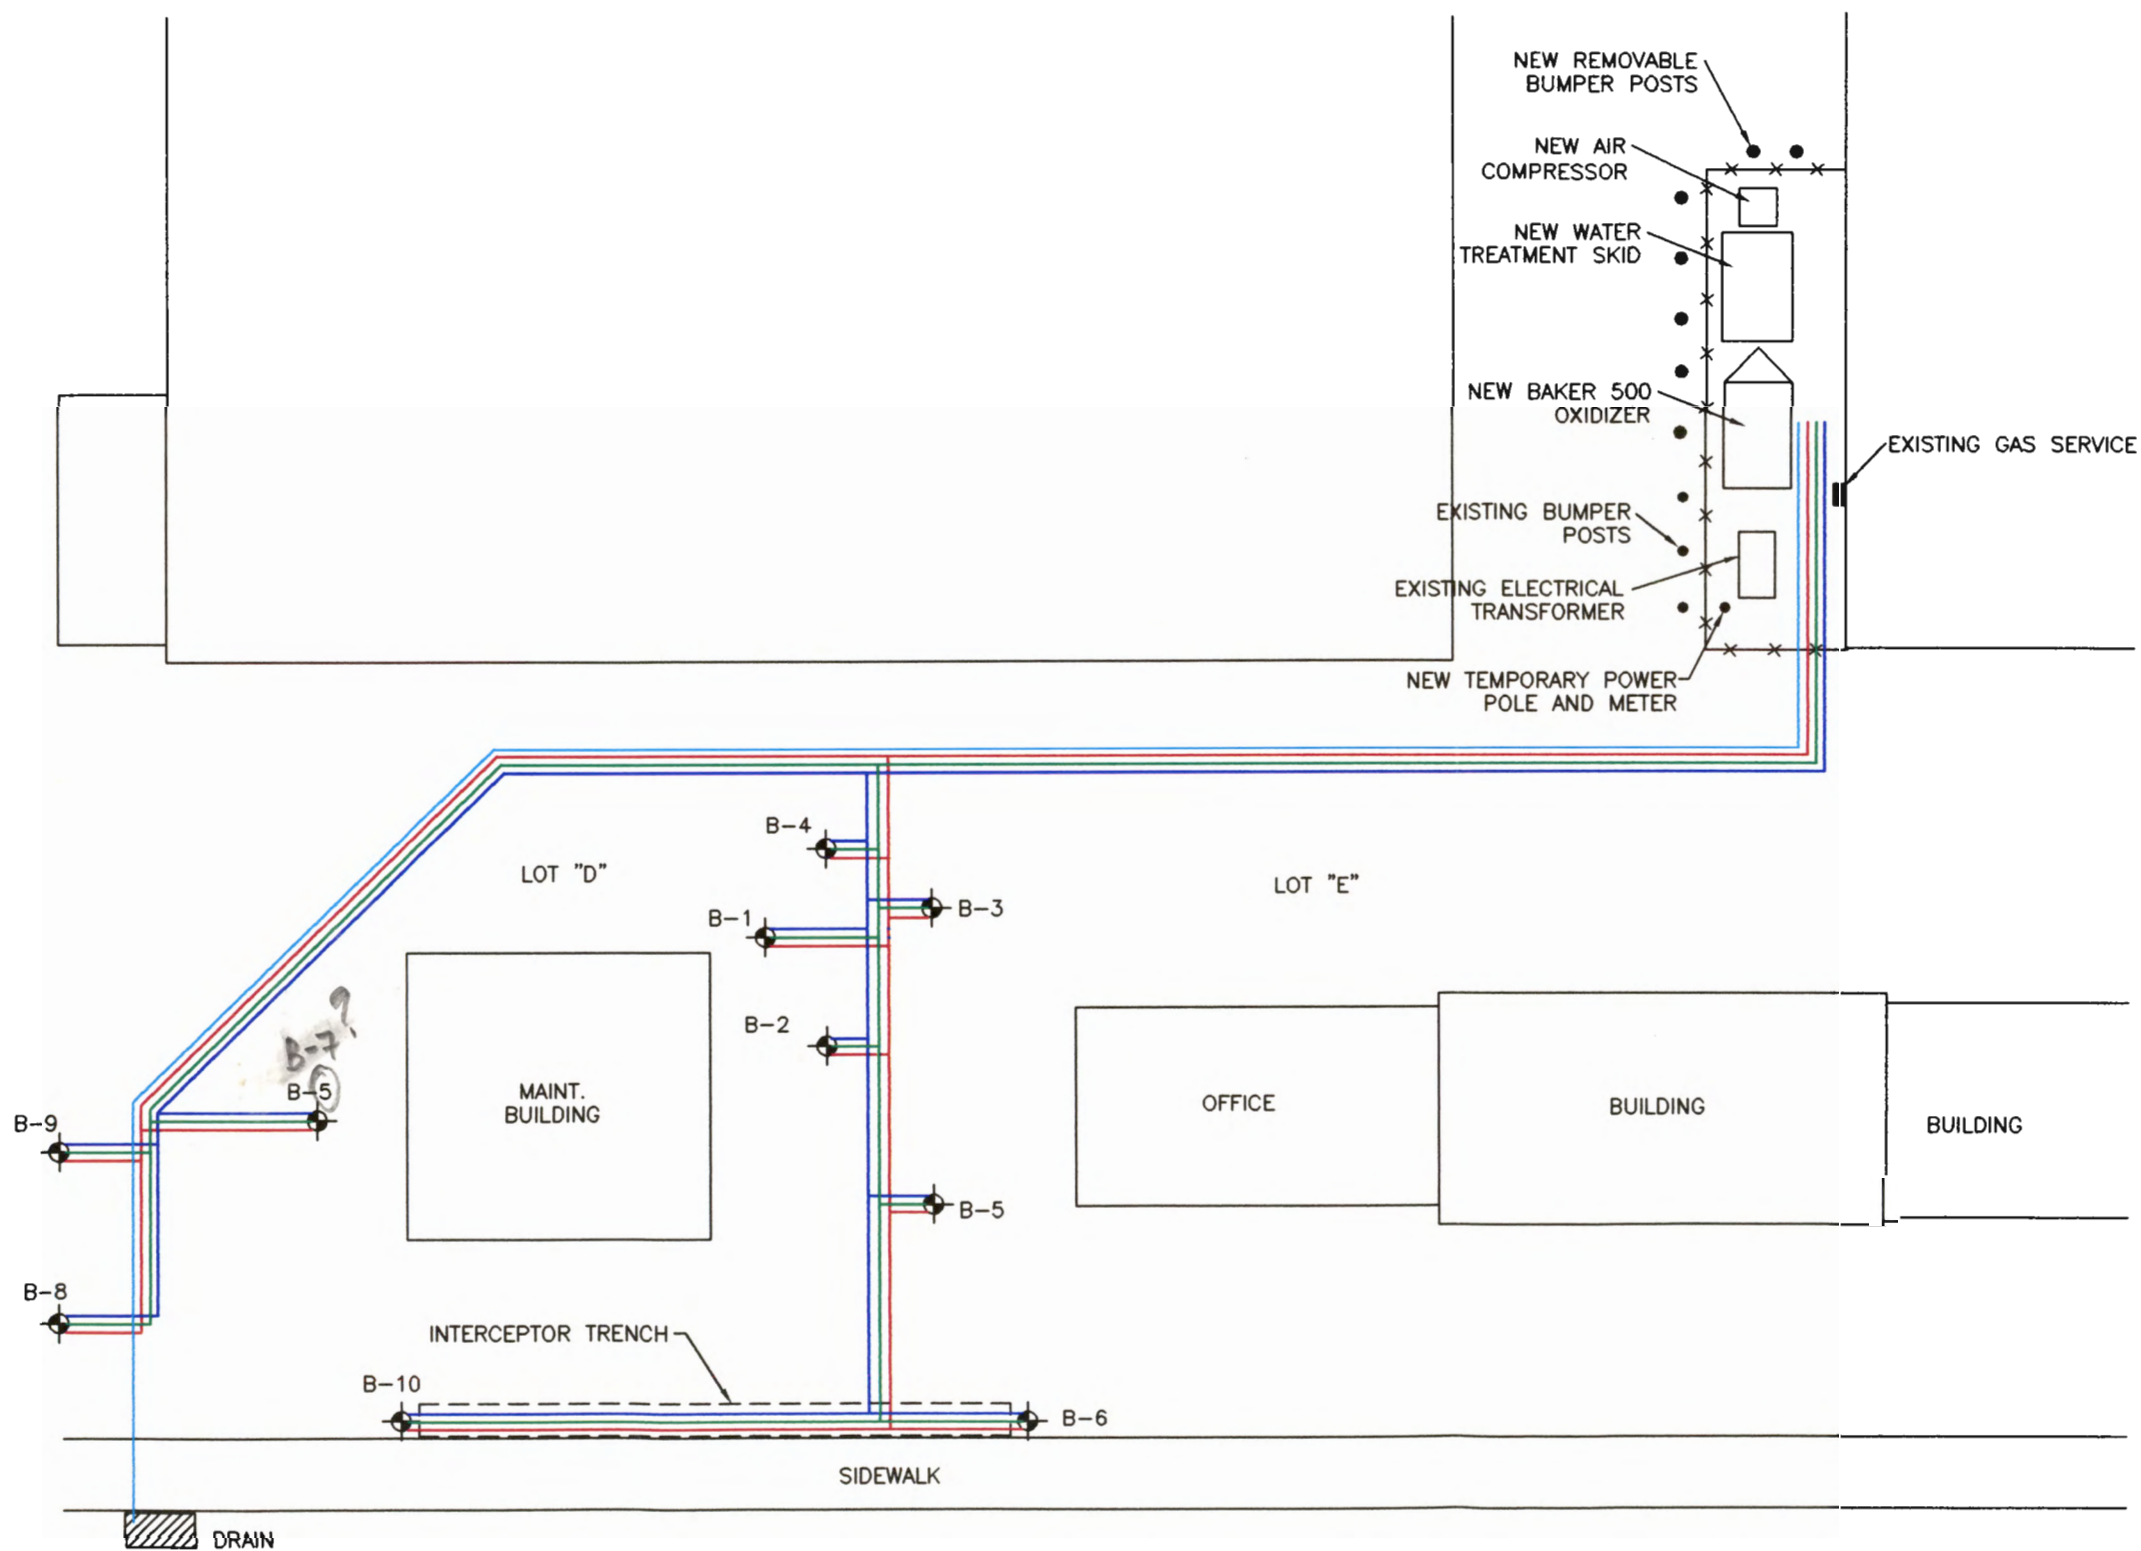 NEW REMOVABLE
BUMPER POSTS
NEW AIR
COMPRESSOR
NEW WATER
TREATMENT SKID
NEW BAKER 500
OXIDIZER
EXISTING GAS SERVICE
EXISTING BUMPER
POSTS
EXISTING ELECTRICAL
TRANSFORMER
NEW TEMPORARY POWER
POLE AND METER
B-4
LOT "D"
LOT "E"
B-1
B-3
B-7?
B-2
B-5
MAINT.
BUILDING
OFFICE
BUILDING
BUILDING
B-9
B-5
B-8
INTERCEPTOR TRENCH
B-10
B-6
SIDEWALK
DRAIN